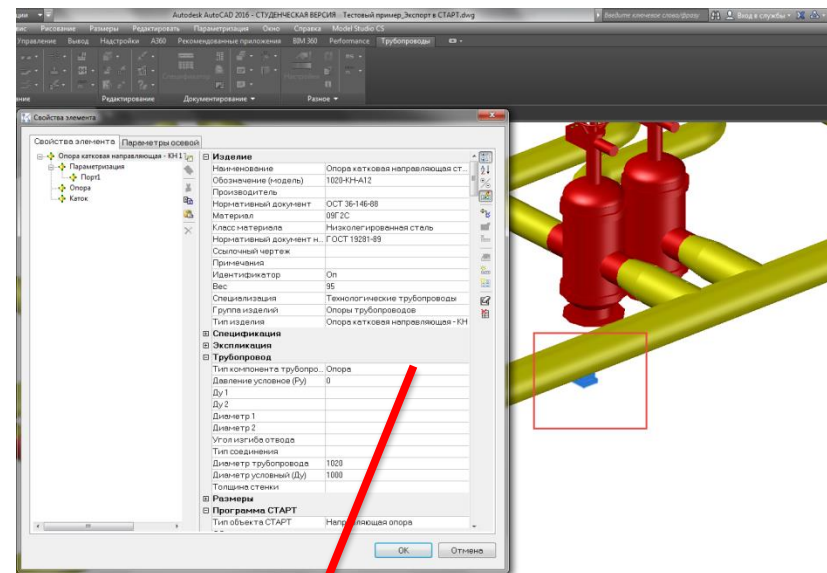 ции
Autodesk AutoCAD 2016 - СТУДЕНЧЕСКАЯ ВЕРСИЯ Тестовый пример_Экспорт в СТАРТ.dwg
Введите ключевое слово/фразу
Вход в службы
вис Рисование Размеры Редактировать Параметризация Окно Справка Model Studio CS
Управление Вывод Надстройки A360 Рекомендованные приложения BIM 360 Performance Трубопроводы
Спецификатор
Настройки
ание Редактирование Документирование Разное
Свойства элемента
Свойства элемента Параметры осевой
Опора катковая направляющая - КН 1
Параметризация
Порт1
Опора
Каток
Изделие
Наименование Опора катковая направляющая ст...
Обозначение (модель) 1020-КН-А12
Производитель
Нормативный документ ОСТ 36-146-88
Материал 09Г2С
Класс материала Низколегированная сталь
Нормативный документ н... ГОСТ 19281-89
Ссылочный чертеж
Примечания
Идентификатор Оп
Вес 95
Специализация Технологические трубопроводы
Группа изделий Опоры трубопроводов
Тип изделия Опора катковая направляющая - КН
Спецификация
Экспликация
Трубопровод
Тип компонента трубопро... Опора
Давление условное (Ру) 0
Ду 1
Ду 2
Диаметр 1
Диаметр 2
Угол изгиба отвода
Тип соединения
Диаметр трубопровода 1020
Диаметр условный (Ду) 1000
Толщина стенки
Размеры
Программа СТАРТ
Тип объекта СТАРТ Направляющая опора
OK Отмена